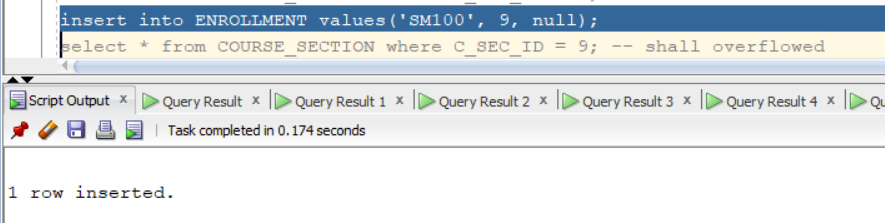 insert into ENROLLMENT values('SM100', 9, null);
select * from COURSE_SECTION where C_SEC_ID = 9; -- shall overflowed
Script Output x Query Result x Query Result 1 x Query Result 2 x Query Result 3 x Query Result 4 x Qu
Task completed in 0.174 seconds
1 row inserted.